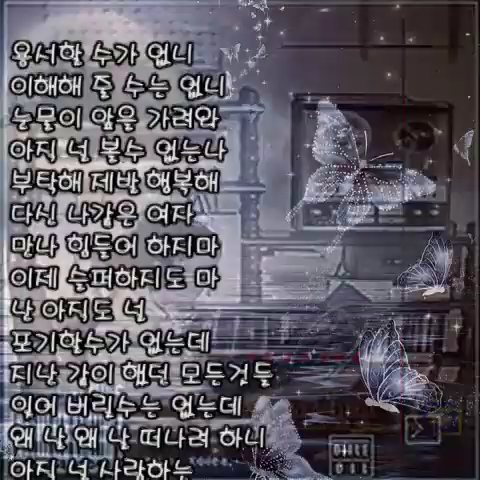 용서할 수가 없니
이해해 줄 수는 없니
눈물이 앞을 가려와
아직 널 볼수 없는나
부탁해 제발 행복해
다신 나같은 여자
만나 힘들어 하지마
이제 슬퍼하지도 마
난 아직도 널
포기할수가 없는데
지난 같이 했던 모든것들
잊어 버릴수는 없는데
왜 난 왜 난 떠나려 하니
아직 널 사랑하는